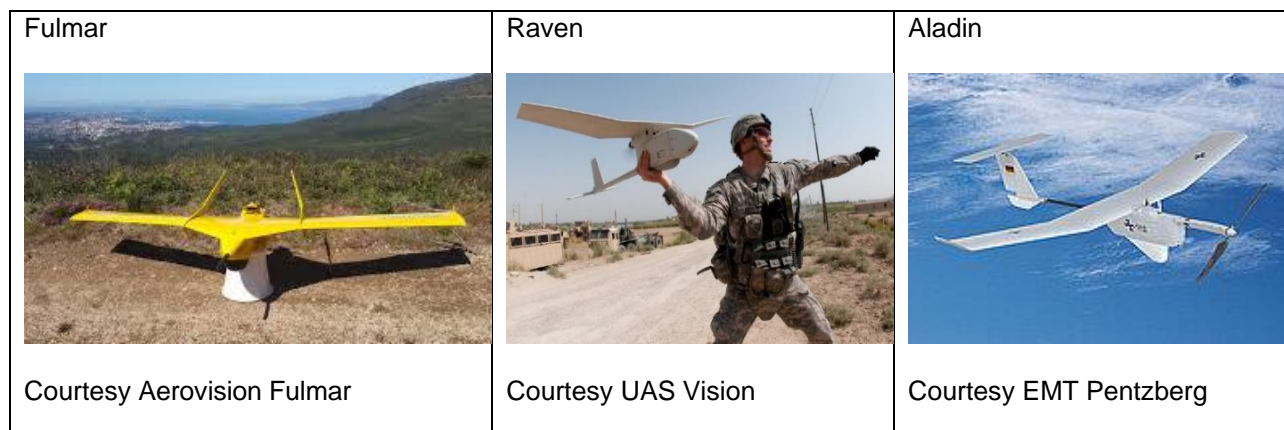 Fulmar
Courtesy Aerovision Fulmar
Raven
Courtesy UAS Vision
Aladin
Courtesy EMT Pentzberg